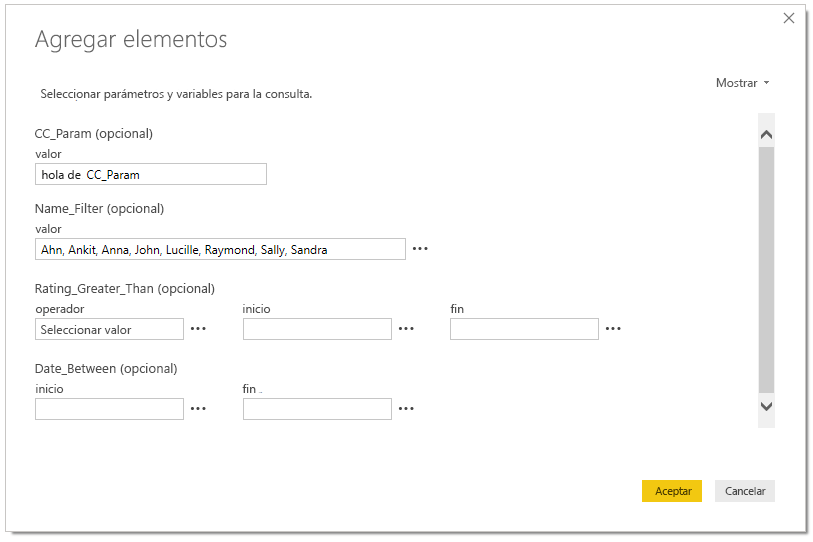 Agregar elementos
Mostrar
Seleccionar parámetros y variables para la consulta.
CC_Param (opcional)
valor
hola de CC_Param
Name_Filter (opcional)
valor
Ahn, Ankit, Anna, John, Lucille, Raymond, Sally, Sandra
Rating_Greater_Than (opcional)
operador inicio fin
Seleccionar valor
Date_Between (opcional)
inicio fin ..
Aceptar Cancelar